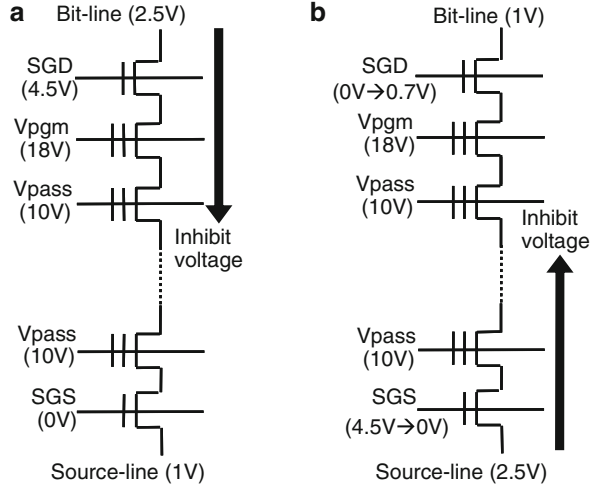 a
Bit-line (2.5V)
SGD
(4.5V)
Vpgm
(18V)
Vpass
(10V)
Inhibit
voltage
Vpass
(10V)
SGS
(0V)
Source-line (1V)
b
Bit-line (1V)
SGD
(0V→0.7V)
Vpgm
(18V)
Vpass
(10V)
Inhibit
voltage
Vpass
(10V)
SGS
(4.5V→0V)
Source-line (2.5V)